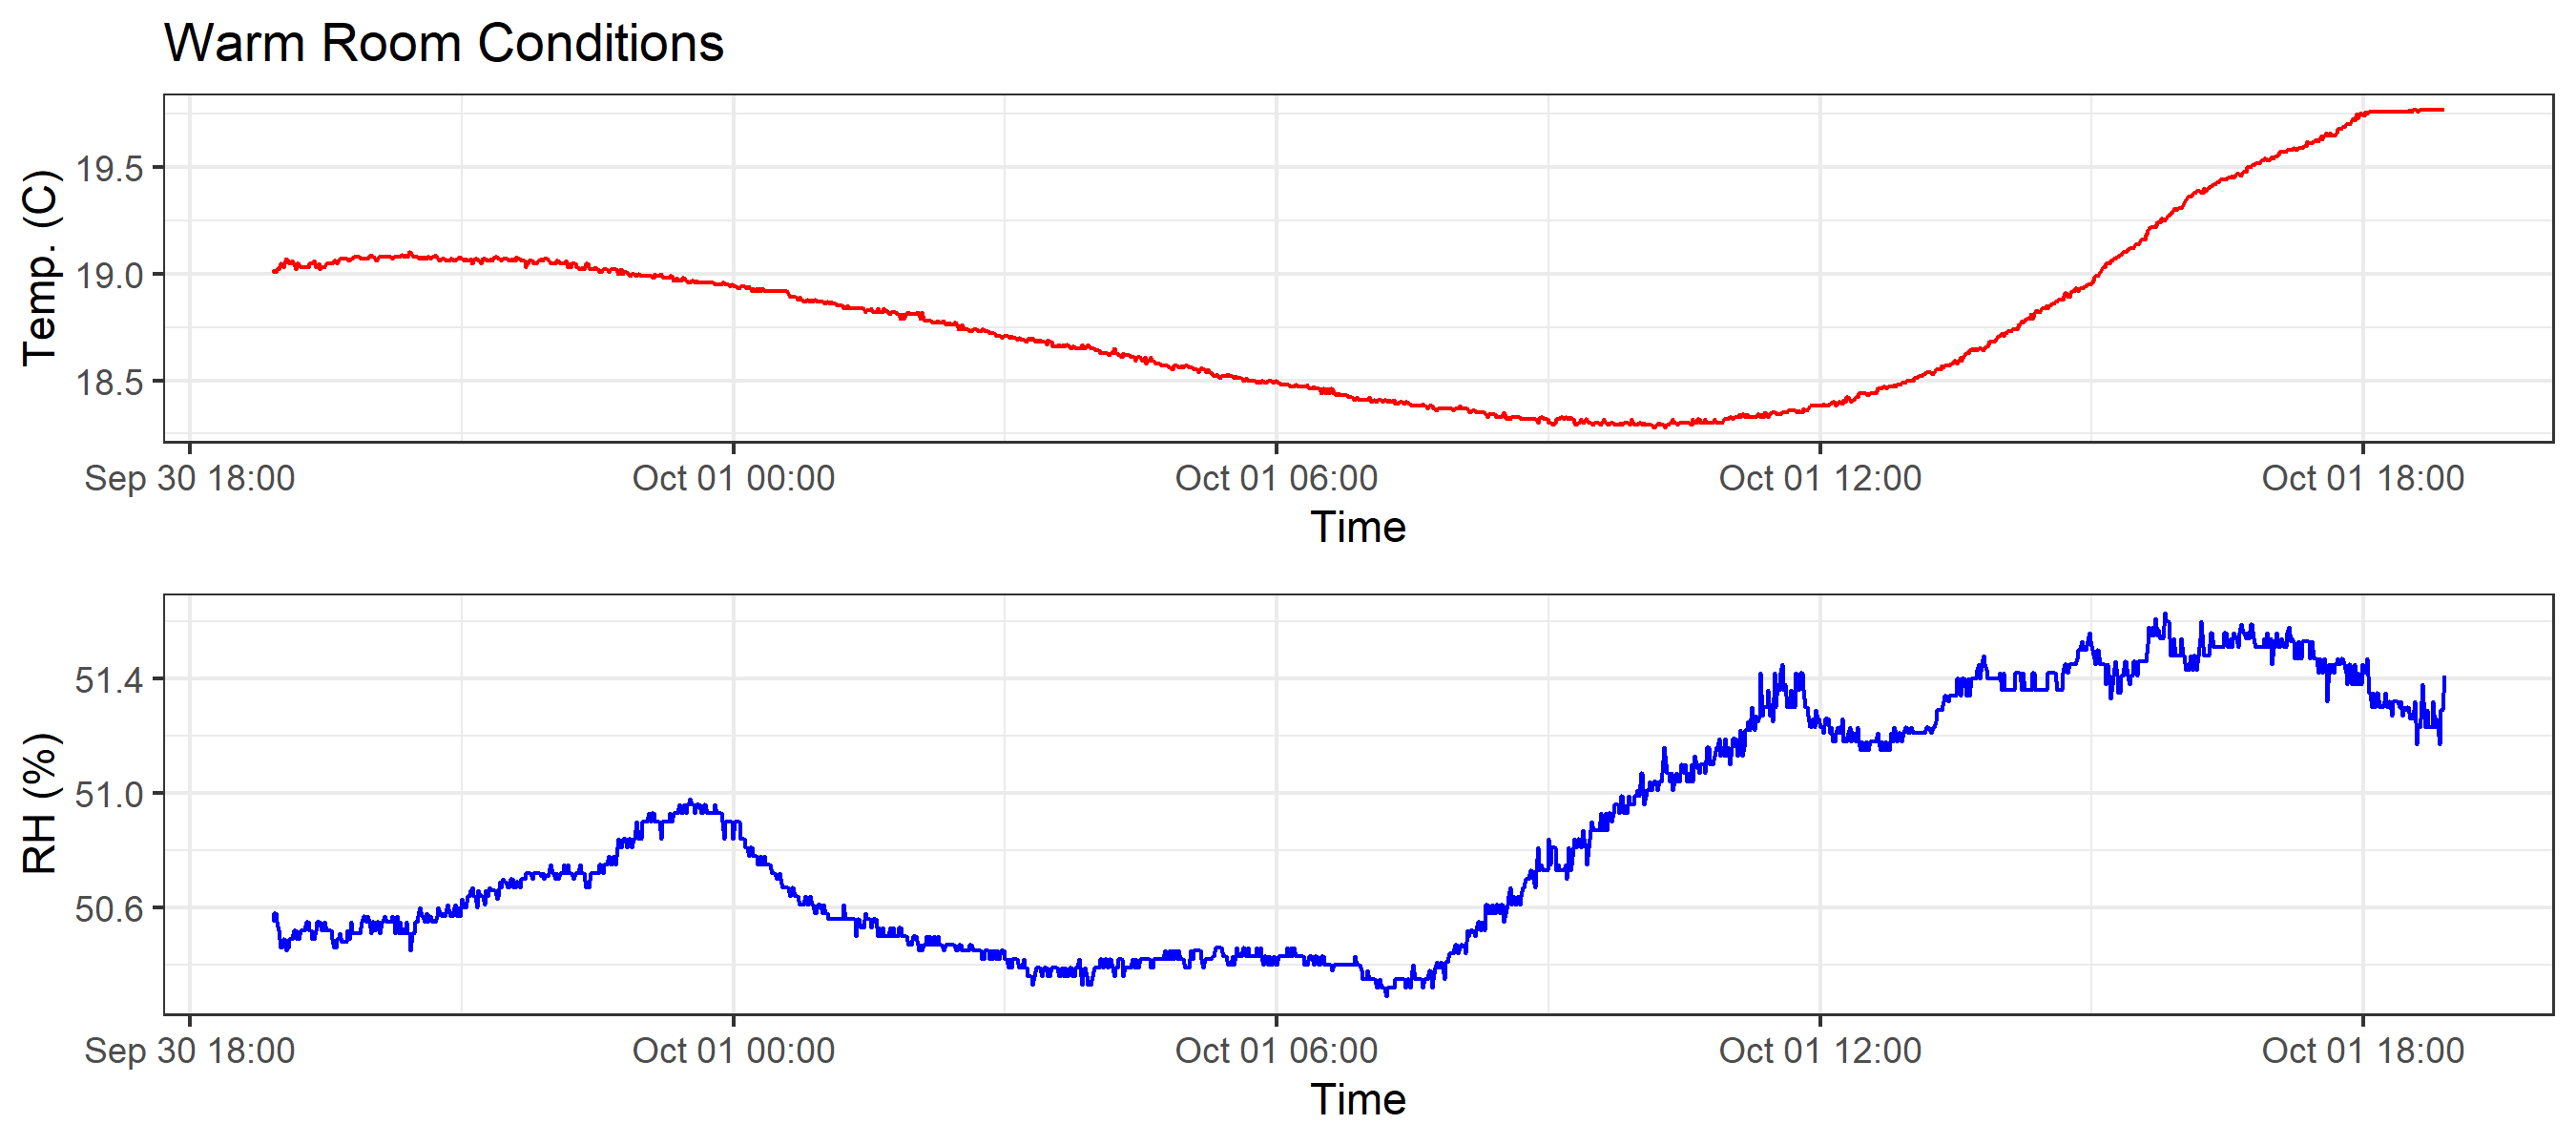 Warm Room Conditions
Temp. (C)
19.5
19.0
18.5
Sep 30 18:00 Oct 01 00:00 Oct 01 06:00 Oct 01 12:00 Oct 01 18:00
Time
RH (%)
51.4
51.0
50.6
Sep 30 18:00 Oct 01 00:00 Oct 01 06:00 Oct 01 12:00 Oct 01 18:00
Time